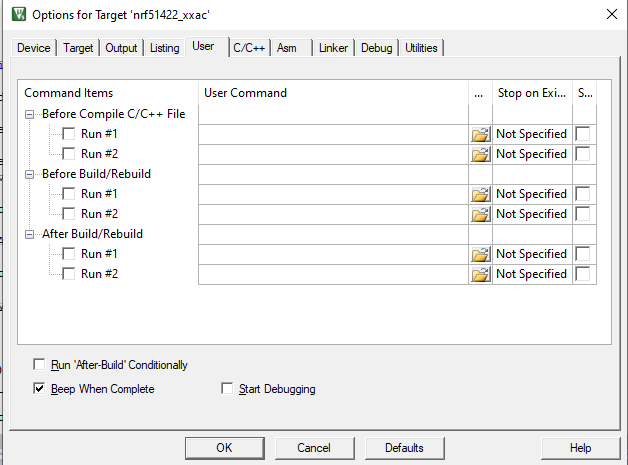 Options for Target 'nrf51422_xxac'
Device Target Output Listing User C/C++ Asm Linker Debug Utilities
Command Items User Command ... Stop on Exi... S...
Before Compile C/C++ File
Run #1 Not Specified
Run #2 Not Specified
Before Build/Rebuild
Run #1 Not Specified
Run #2 Not Specified
After Build/Rebuild
Run #1 Not Specified
Run #2 Not Specified
Run 'After-Build' Conditionally
Beep When Complete Start Debugging
OK Cancel Defaults Help